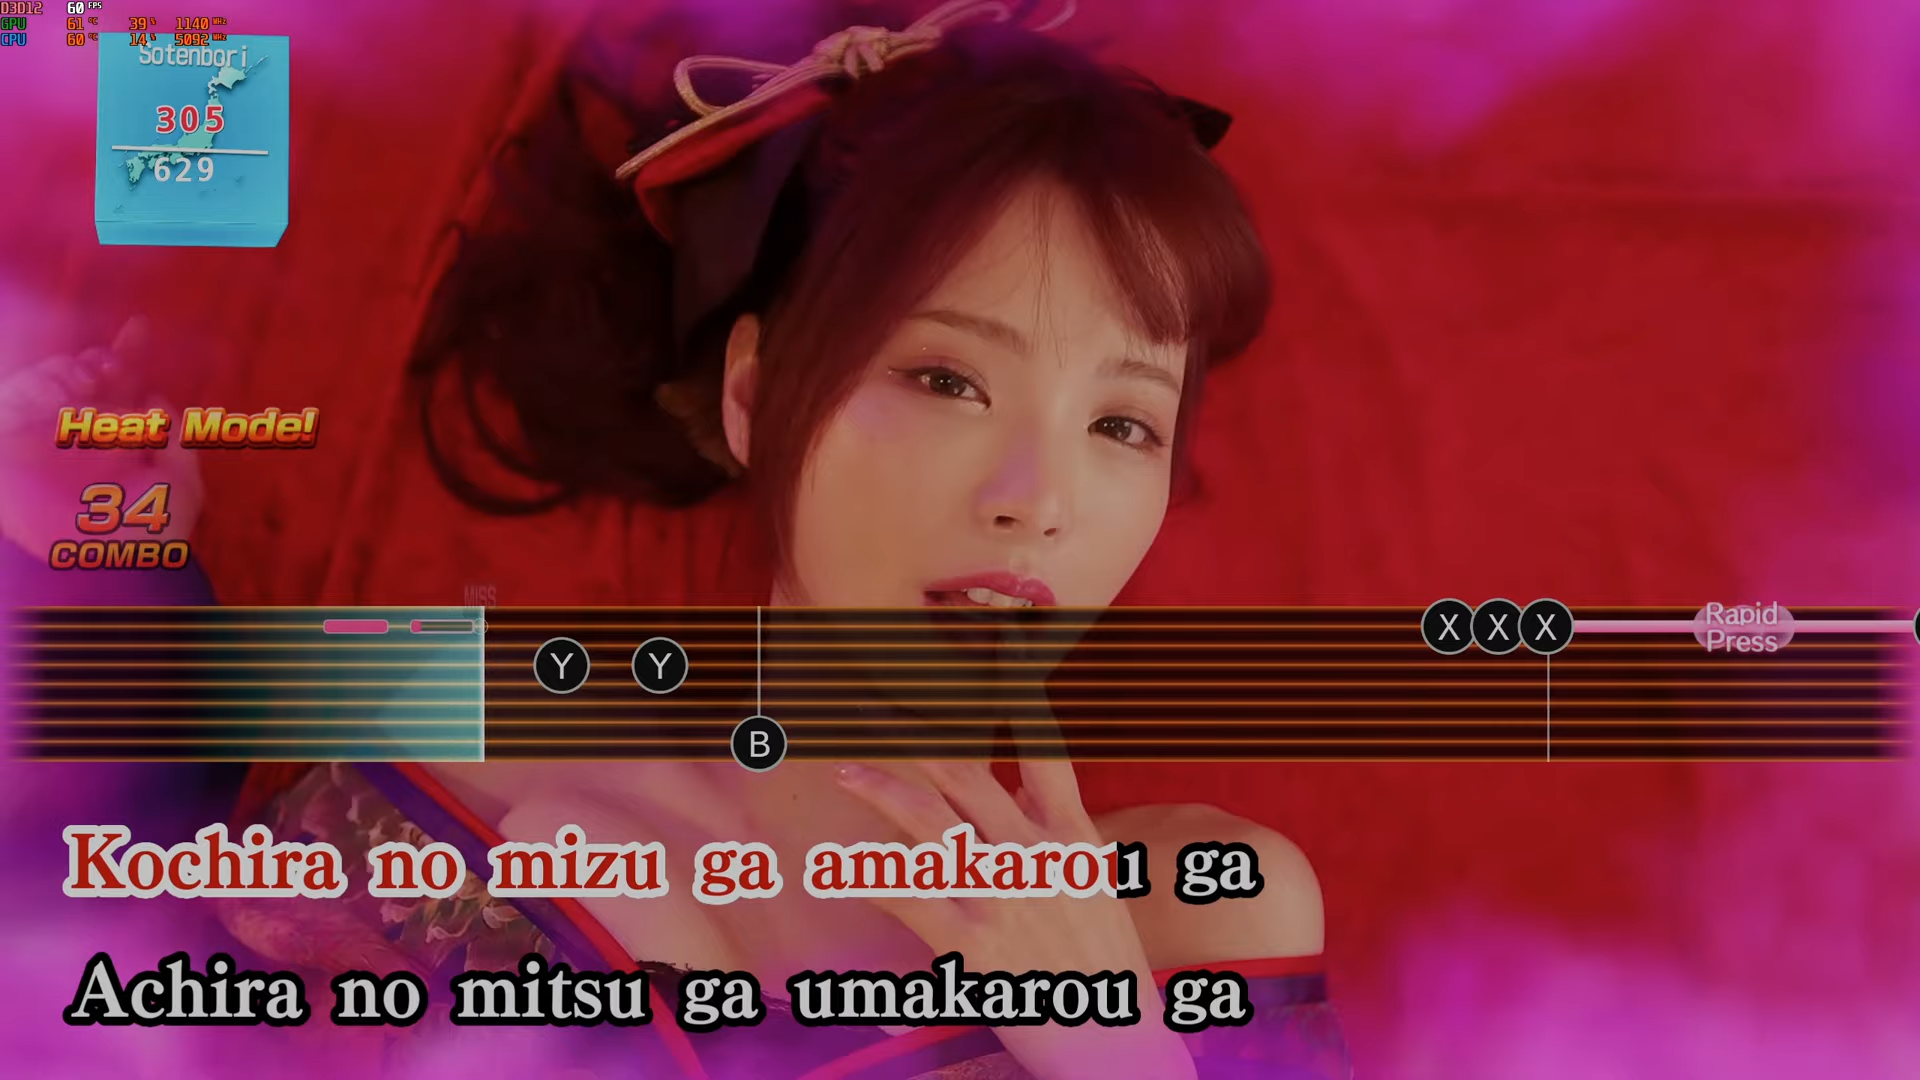 D3D12 60 FPS
GPU 61 °C 39 % 1140 MHz
CPU 60 °C 14 % 5092 MHz
Sotenbori
305
629
Heat Mode!
34
COMBO
MISS
Y Y B X X X
Rapid
Press
Kochira no mizu ga amakarou ga
Achira no mitsu ga umakarou ga